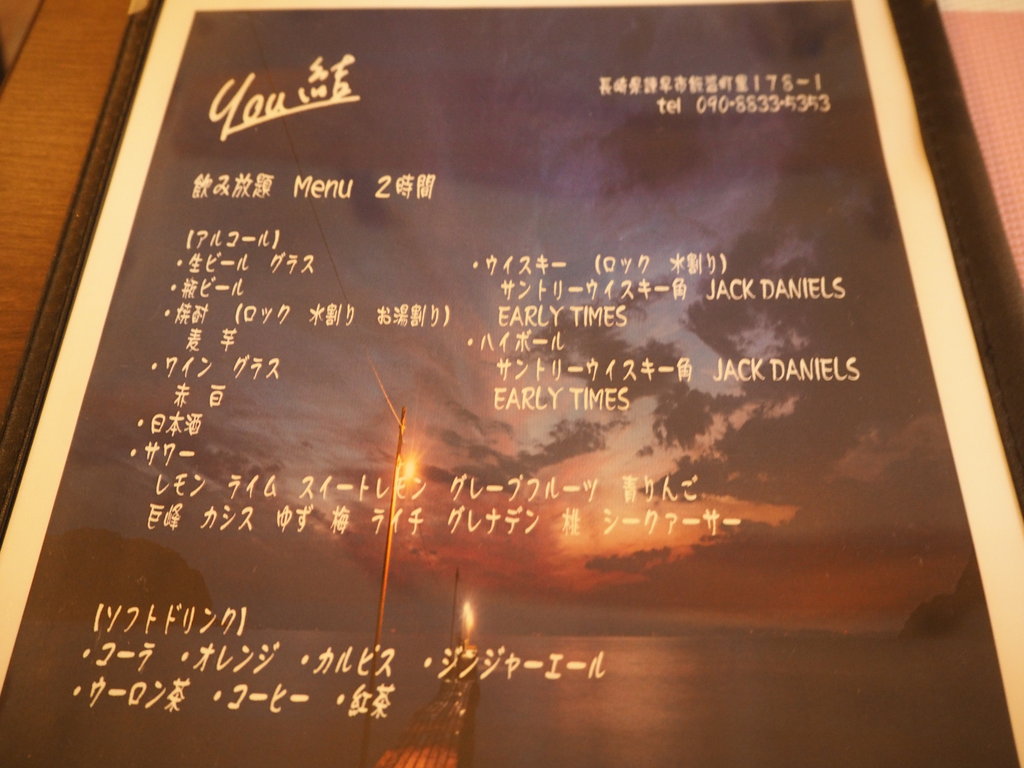 You 結
長崎県諫早市飯盛町里178-1
tel 090-8833-5353
飲み放題 Menu 2時間
【アルコール】
・生ビール グラス
・瓶ビール
・焼酎 (ロック 水割り お湯割り)
麦 芋
・ワイン グラス
赤 白
・日本酒
・サワー
レモン ライム スイートレモン グレープフルーツ 青りんご
巨峰 カシス ゆず 梅 ライチ グレナデン 桃 シークァーサー
・ウイスキー (ロック 水割り)
サントリーウイスキー角 JACK DANIELS
EARLY TIMES
・ハイボール
サントリーウイスキー角 JACK DANIELS
EARLY TIMES
【ソフトドリンク】
・コーラ ・オレンジ ・カルピス ・ジンジャーエール
・ウーロン茶 ・コーヒー ・紅茶